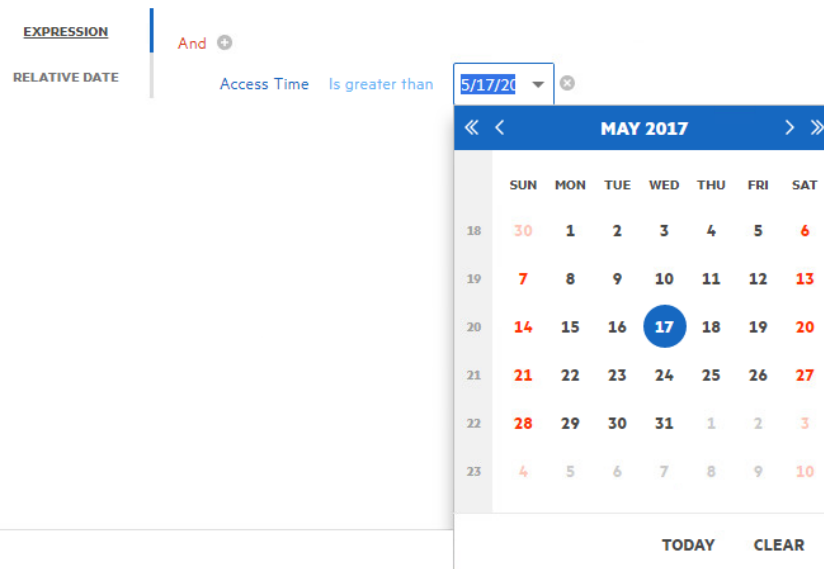 EXPRESSION
RELATIVE DATE
And
Access Time Is greater than 5/17/20
MAY 2017
SUN MON TUE WED THU FRI SAT
18 30 1 2 3 4 5 6
19 7 8 9 10 11 12 13
20 14 15 16 17 18 19 20
21 21 22 23 24 25 26 27
22 28 29 30 31 1 2 3
23 4 5 6 7 8 9 10
TODAY CLEAR